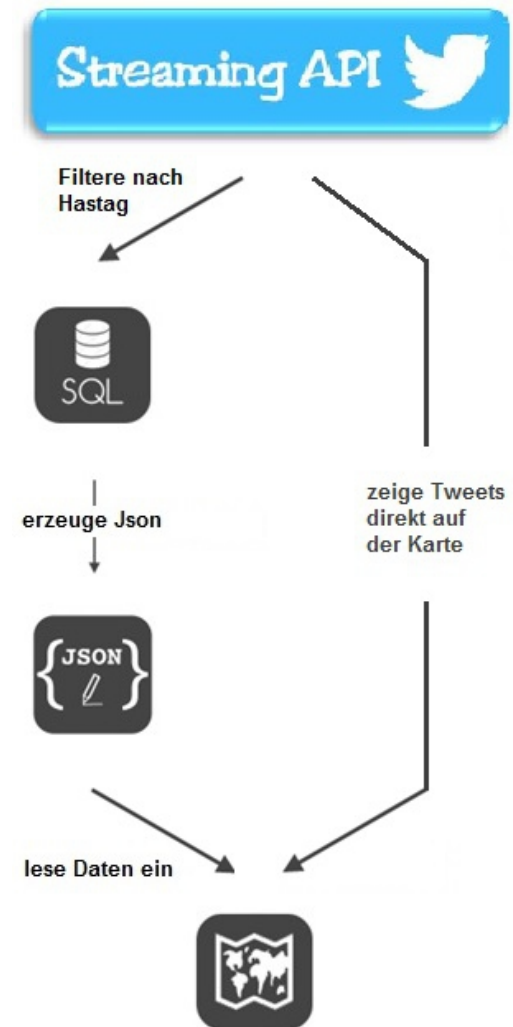 Streaming API
Filtere nach
Hastag
SQL
erzeuge Json
zeige Tweets
direkt auf
der Karte
{JSON}
lese Daten ein